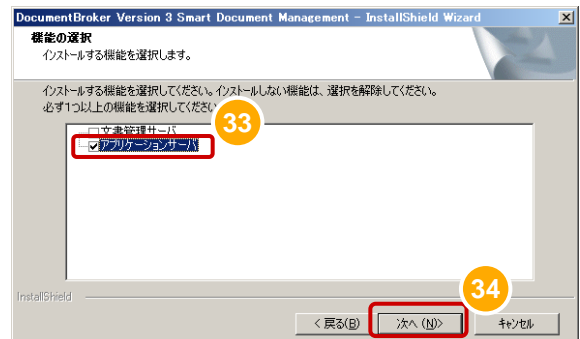 DocumentBroker Version 3 Smart Document Management - InstallShield Wizard
機能の選択
インストールする機能を選択します。
インストールする機能を選択してください。インストールしない機能は、選択を解除してください。
必ず1つ以上の機能を選択してください
33
文書管理サーバ
アプリケーションサーバ
InstallShield
34
< 戻る(B)
次へ(N)>
キャンセル